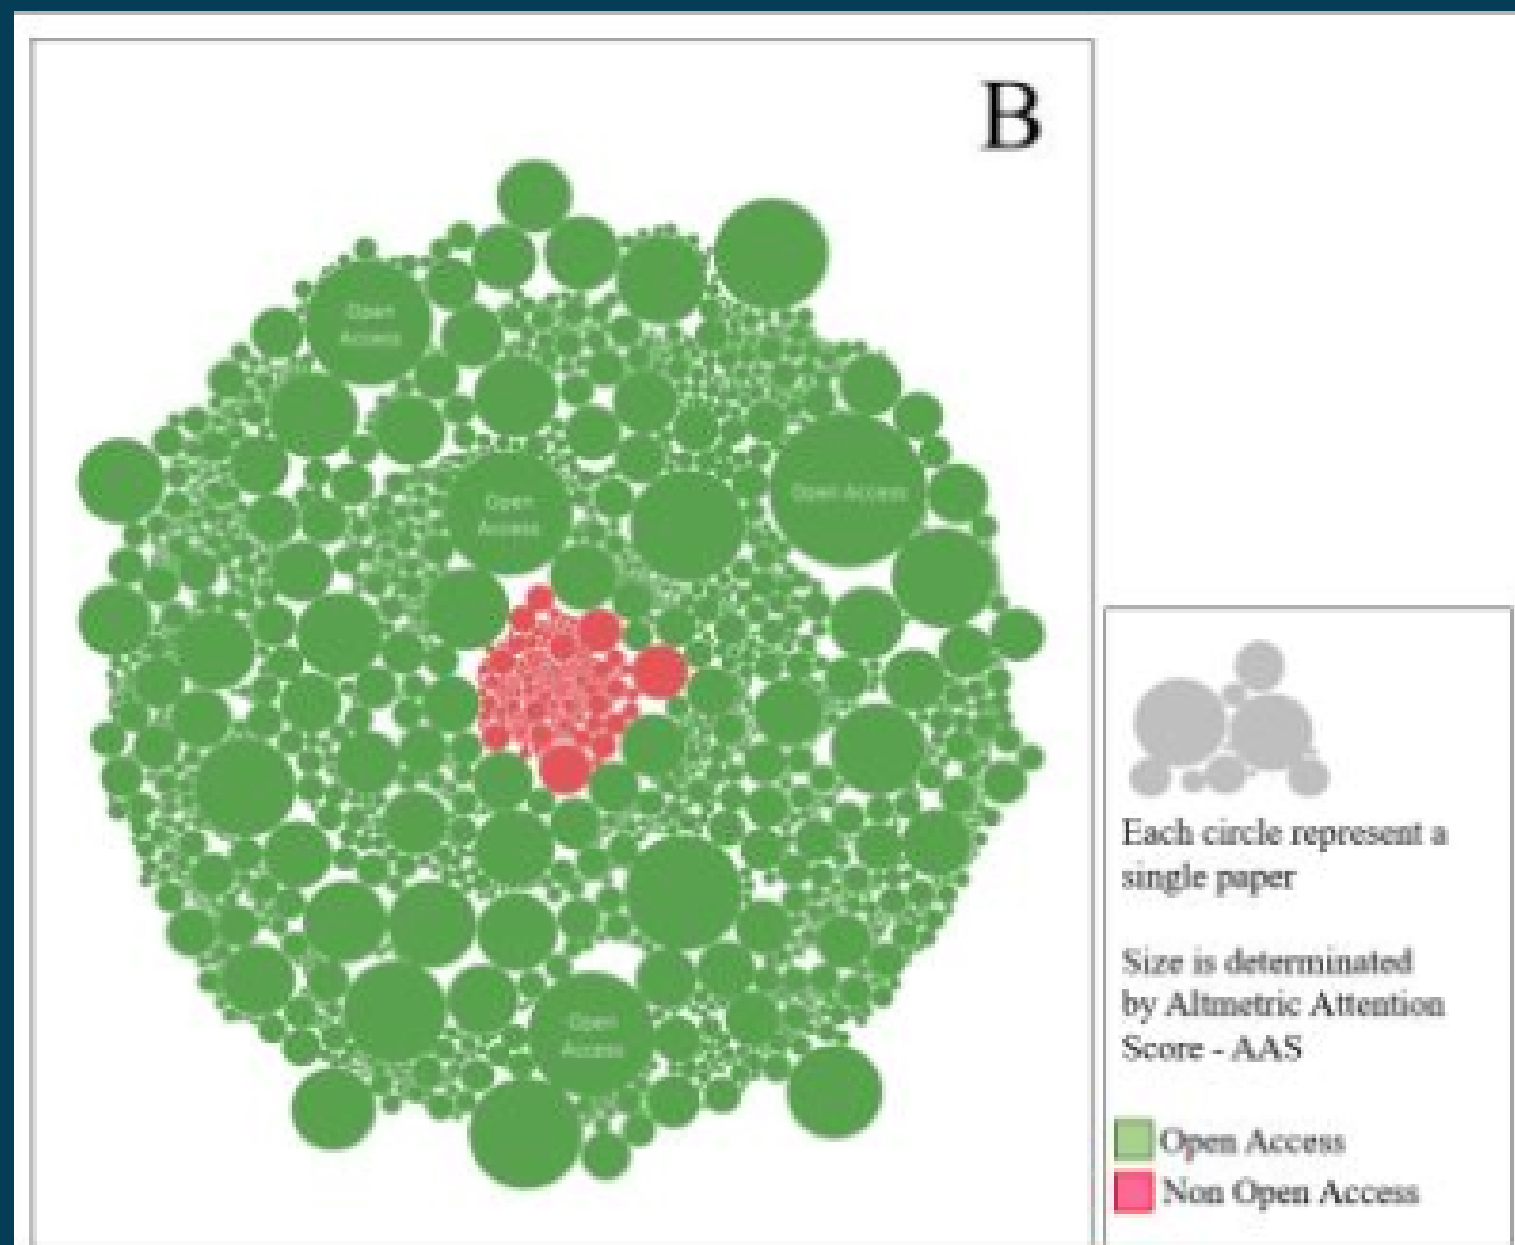 B
Open
Access
Open
Access
Open Access
Open
Access
Each circle represent a
single paper
Size is determinated
by Altmetric Attention
Score - AAS
Open Access
Non Open Access